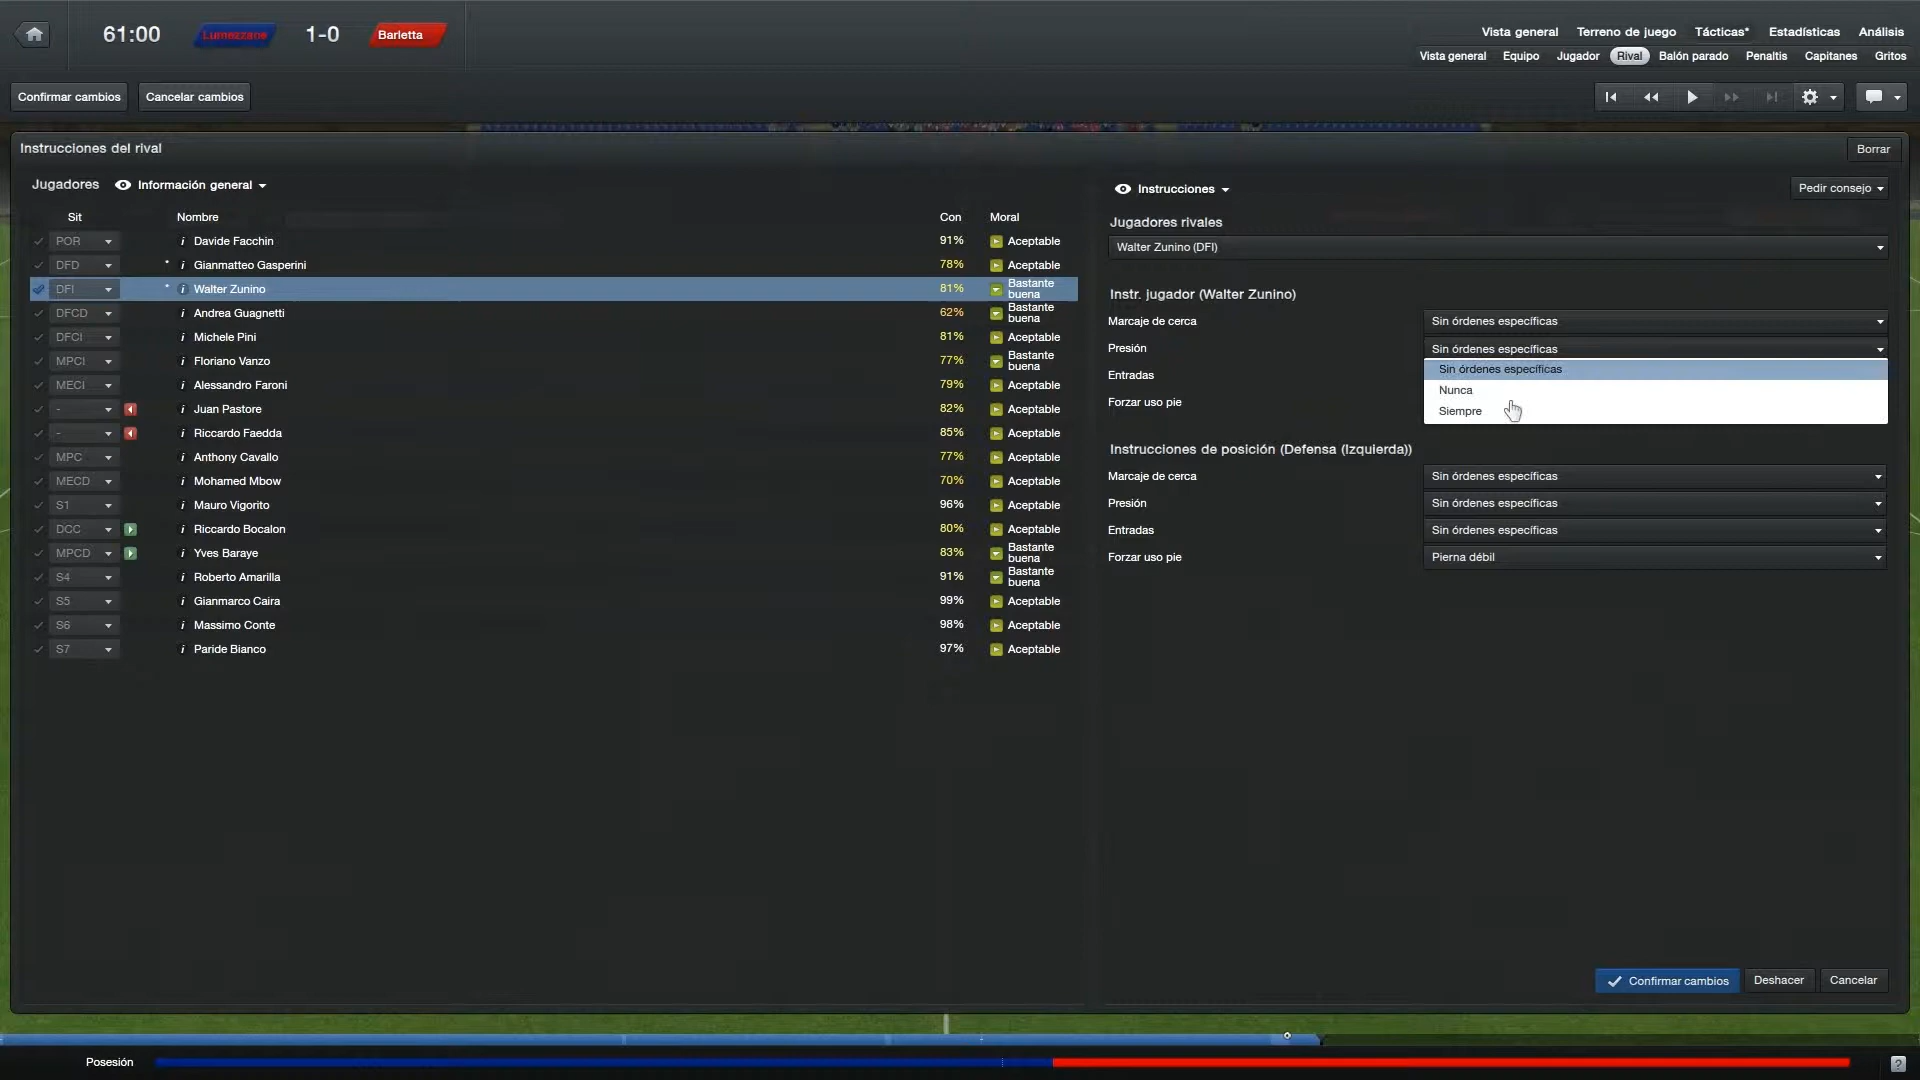 61:00 Lumezzane 1-0 Barletta
Vista general Terreno de juego Tácticas* Estadísticas Análisis
Vista general Equipo Jugador Rival Balón parado Penaltis Capitanes Gritos
Confirmar cambios Cancelar cambios
Instrucciones del rival
Borrar
Jugadores Información general
Sit Nombre Con Moral
POR i Davide Facchin 91% Aceptable
DFD * i Gianmatteo Gasperini 78% Aceptable
DFI * i Walter Zunino 81% Bastante buena
DFCD i Andrea Guagnetti 62% Bastante buena
DFCI i Michele Pini 81% Aceptable
MPCI i Floriano Vanzo 77% Bastante buena
MECI i Alessandro Faroni 79% Aceptable
- i Juan Pastore 82% Aceptable
- i Riccardo Faedda 85% Aceptable
MPC i Anthony Cavallo 77% Aceptable
MECD i Mohamed Mbow 70% Aceptable
S1 i Mauro Vigorito 96% Aceptable
DCC i Riccardo Bocalon 80% Aceptable
MPCD i Yves Baraye 83% Bastante buena
S4 i Roberto Amarilla 91% Bastante buena
S5 i Gianmarco Caira 99% Aceptable
S6 i Massimo Conte 98% Aceptable
S7 i Paride Bianco 97% Aceptable
Instrucciones
Pedir consejo
Jugadores rivales
Walter Zunino (DFI)
Instr. jugador (Walter Zunino)
Marcaje de cerca Sin órdenes específicas
Presión Sin órdenes específicas
Sin órdenes específicas
Nunca
Siempre
Entradas
Forzar uso pie
Instrucciones de posición (Defensa (Izquierda))
Marcaje de cerca Sin órdenes específicas
Presión Sin órdenes específicas
Entradas Sin órdenes específicas
Forzar uso pie Pierna débil
Confirmar cambios Deshacer Cancelar
Posesión
?